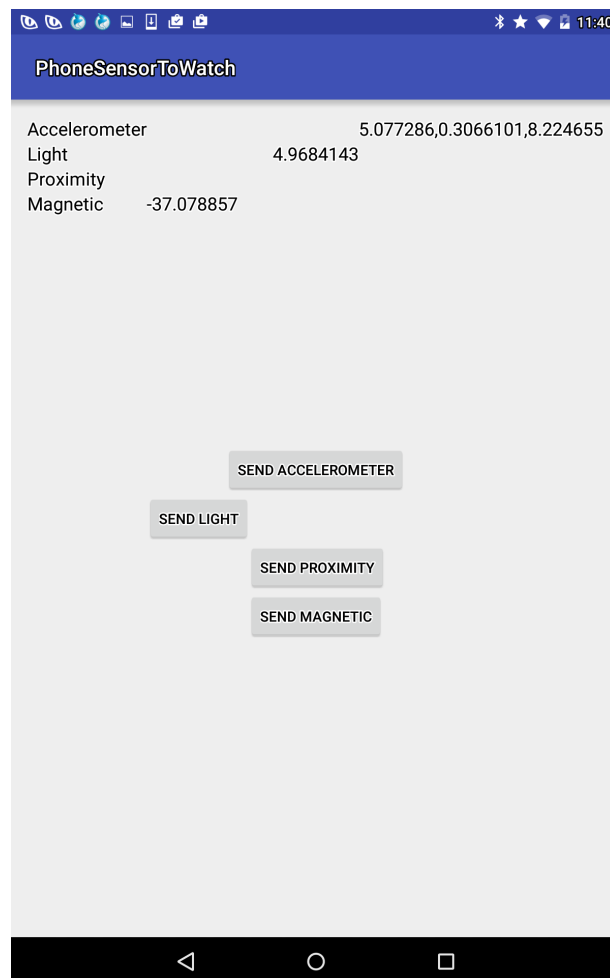 11:40
PhoneSensorToWatch
Accelerometer 5.077286,0.3066101,8.224655
Light 4.9684143
Proximity
Magnetic -37.078857
SEND ACCELEROMETER
SEND LIGHT
SEND PROXIMITY
SEND MAGNETIC